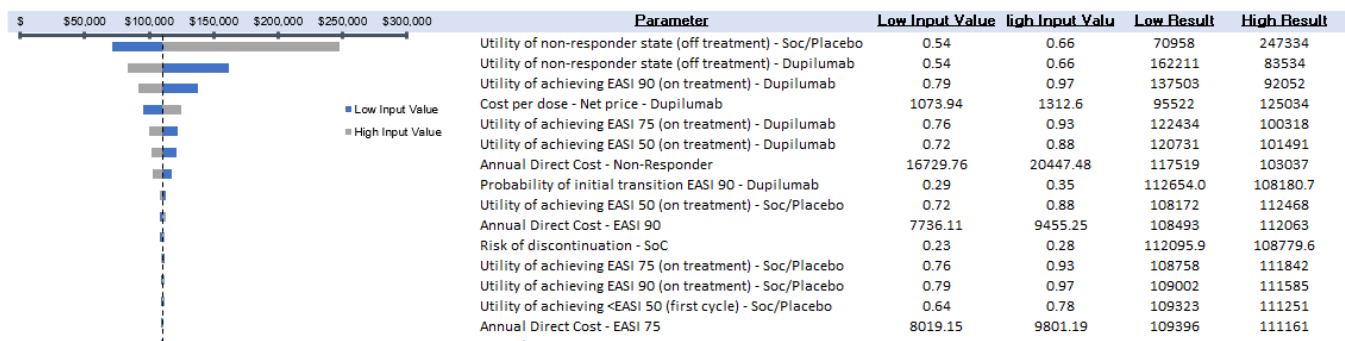 $ $50,000 $100,000 $150,000 $200,000 $250,000 $300,000
Low Input Value
High Input Value
Parameter Low Input Value ligh Input Valu Low Result High Result
Utility of non-responder state (off treatment) - Soc/Placebo 0.54 0.66 70958 247334
Utility of non-responder state (off treatment) - Dupilumab 0.54 0.66 162211 83534
Utility of achieving EASI 90 (on treatment) - Dupilumab 0.79 0.97 137503 92052
Cost per dose - Net price - Dupilumab 1073.94 1312.6 95522 125034
Utility of achieving EASI 75 (on treatment) - Dupilumab 0.76 0.93 122434 100318
Utility of achieving EASI 50 (on treatment) - Dupilumab 0.72 0.88 120731 101491
Annual Direct Cost - Non-Responder 16729.76 20447.48 117519 103037
Probability of initial transition EASI 90 - Dupilumab 0.29 0.35 112654.0 108180.7
Utility of achieving EASI 50 (on treatment) - Soc/Placebo 0.72 0.88 108172 112468
Annual Direct Cost - EASI 90 7736.11 9455.25 108493 112063
Risk of discontinuation - SoC 0.23 0.28 112095.9 108779.6
Utility of achieving EASI 75 (on treatment) - Soc/Placebo 0.76 0.93 108758 111842
Utility of achieving EASI 90 (on treatment) - Soc/Placebo 0.79 0.97 109002 111585
Utility of achieving <EASI 50 (first cycle) - Soc/Placebo 0.64 0.78 109323 111251
Annual Direct Cost - EASI 75 8019.15 9801.19 109396 111161